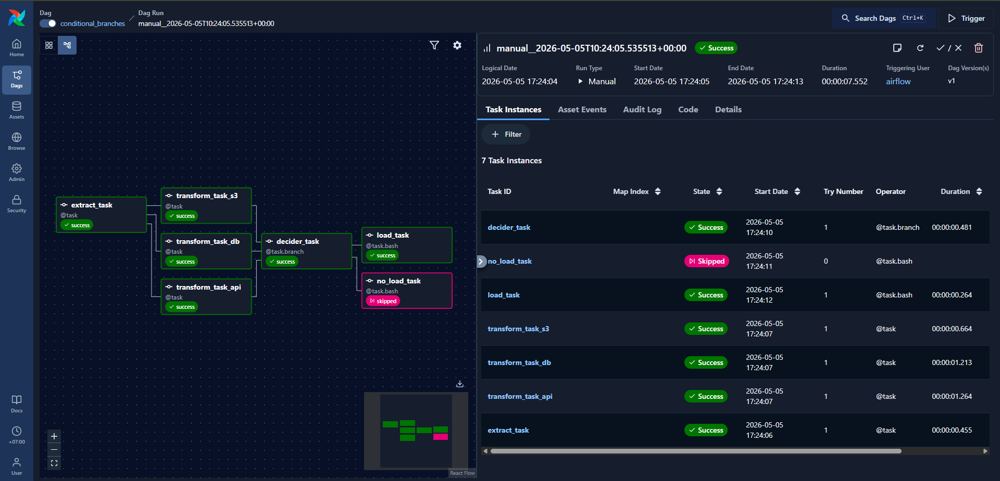 Dag
conditional_branches
Dag Run
manual__2026-05-05T10:24:05.535513+00:00
Search Dags
Ctrl+K
Trigger
Home
Dags
Assets
Browse
Admin
Security
Docs
+07:00
User
extract_task
@task
success
transform_task_s3
@task
success
transform_task_db
@task
success
transform_task_api
@task
success
decider_task
@task.branch
success
load_task
@task.bash
success
no_load_task
@task.bash
skipped
React Flow
manual__2026-05-05T10:24:05.535513+00:00
Success
/
Logical Date
2026-05-05 17:24:04
Run Type
Manual
Start Date
2026-05-05 17:24:05
End Date
2026-05-05 17:24:13
Duration
00:00:07.552
Triggering User
airflow
Dag Version(s)
v1
Task Instances
Asset Events
Audit Log
Code
Details
Filter
7 Task Instances
Task ID Map Index State Start Date Try Number Operator Duration
decider_task Success 2026-05-05 17:24:10 1 @task.branch 00:00:00.481
no_load_task Skipped 2026-05-05 17:24:11 0 @task.bash
load_task Success 2026-05-05 17:24:12 1 @task.bash 00:00:00.264
transform_task_s3 Success 2026-05-05 17:24:07 1 @task 00:00:00.664
transform_task_db Success 2026-05-05 17:24:07 1 @task 00:00:01.213
transform_task_api Success 2026-05-05 17:24:07 1 @task 00:00:01.264
extract_task Success 2026-05-05 17:24:06 1 @task 00:00:00.455